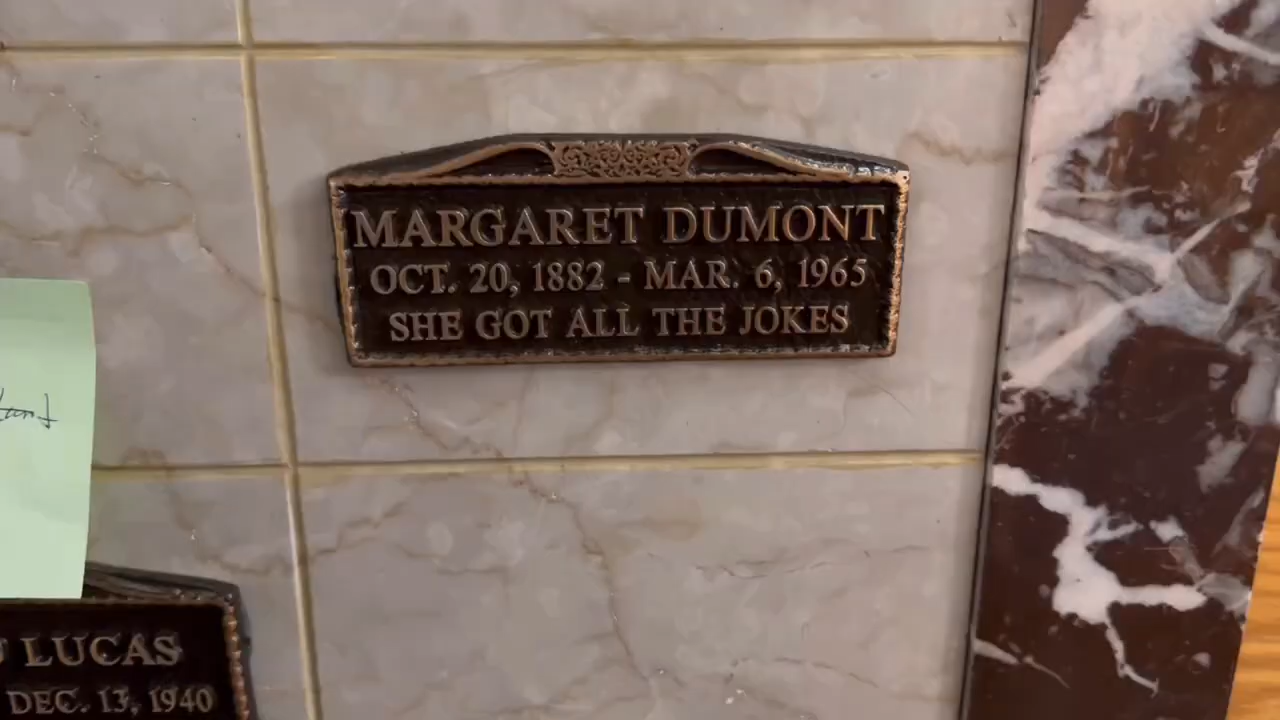 MARGARET DUMONT
OCT. 20, 1882 - MAR. 6, 1965
SHE GOT ALL THE JOKES
LUCAS
DEC. 13, 1940